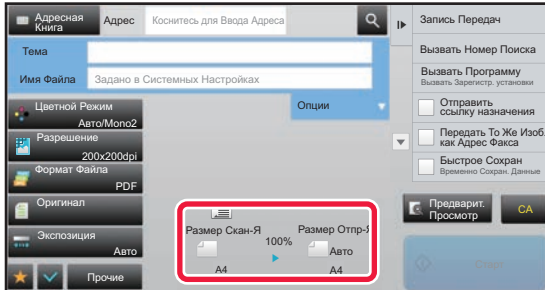 Адресная
Книга
Адрес
Коснитесь для Ввода Адреса
Запись Передач
Тема
Вызвать Номер Поиска
Имя Файла
Задано в Системных Настройках
Вызвать Программу
Вызвать Зарегистр. установки
Цветной Режим
Авто/Mono2
Опции
Отправить
ссылку назначения
Разрешение
200x200dpi
Передать То Же Изоб.
как Адрес Факса
Формат Файла
PDF
Быстрое Сохран
Временно Сохран. Данные
Оригинал
Предварит.
Просмотр
CA
Размер Скан-Я
100%
Размер Отпр-Я
Экспозиция
Авто
Авто
A4
A4
Прочие